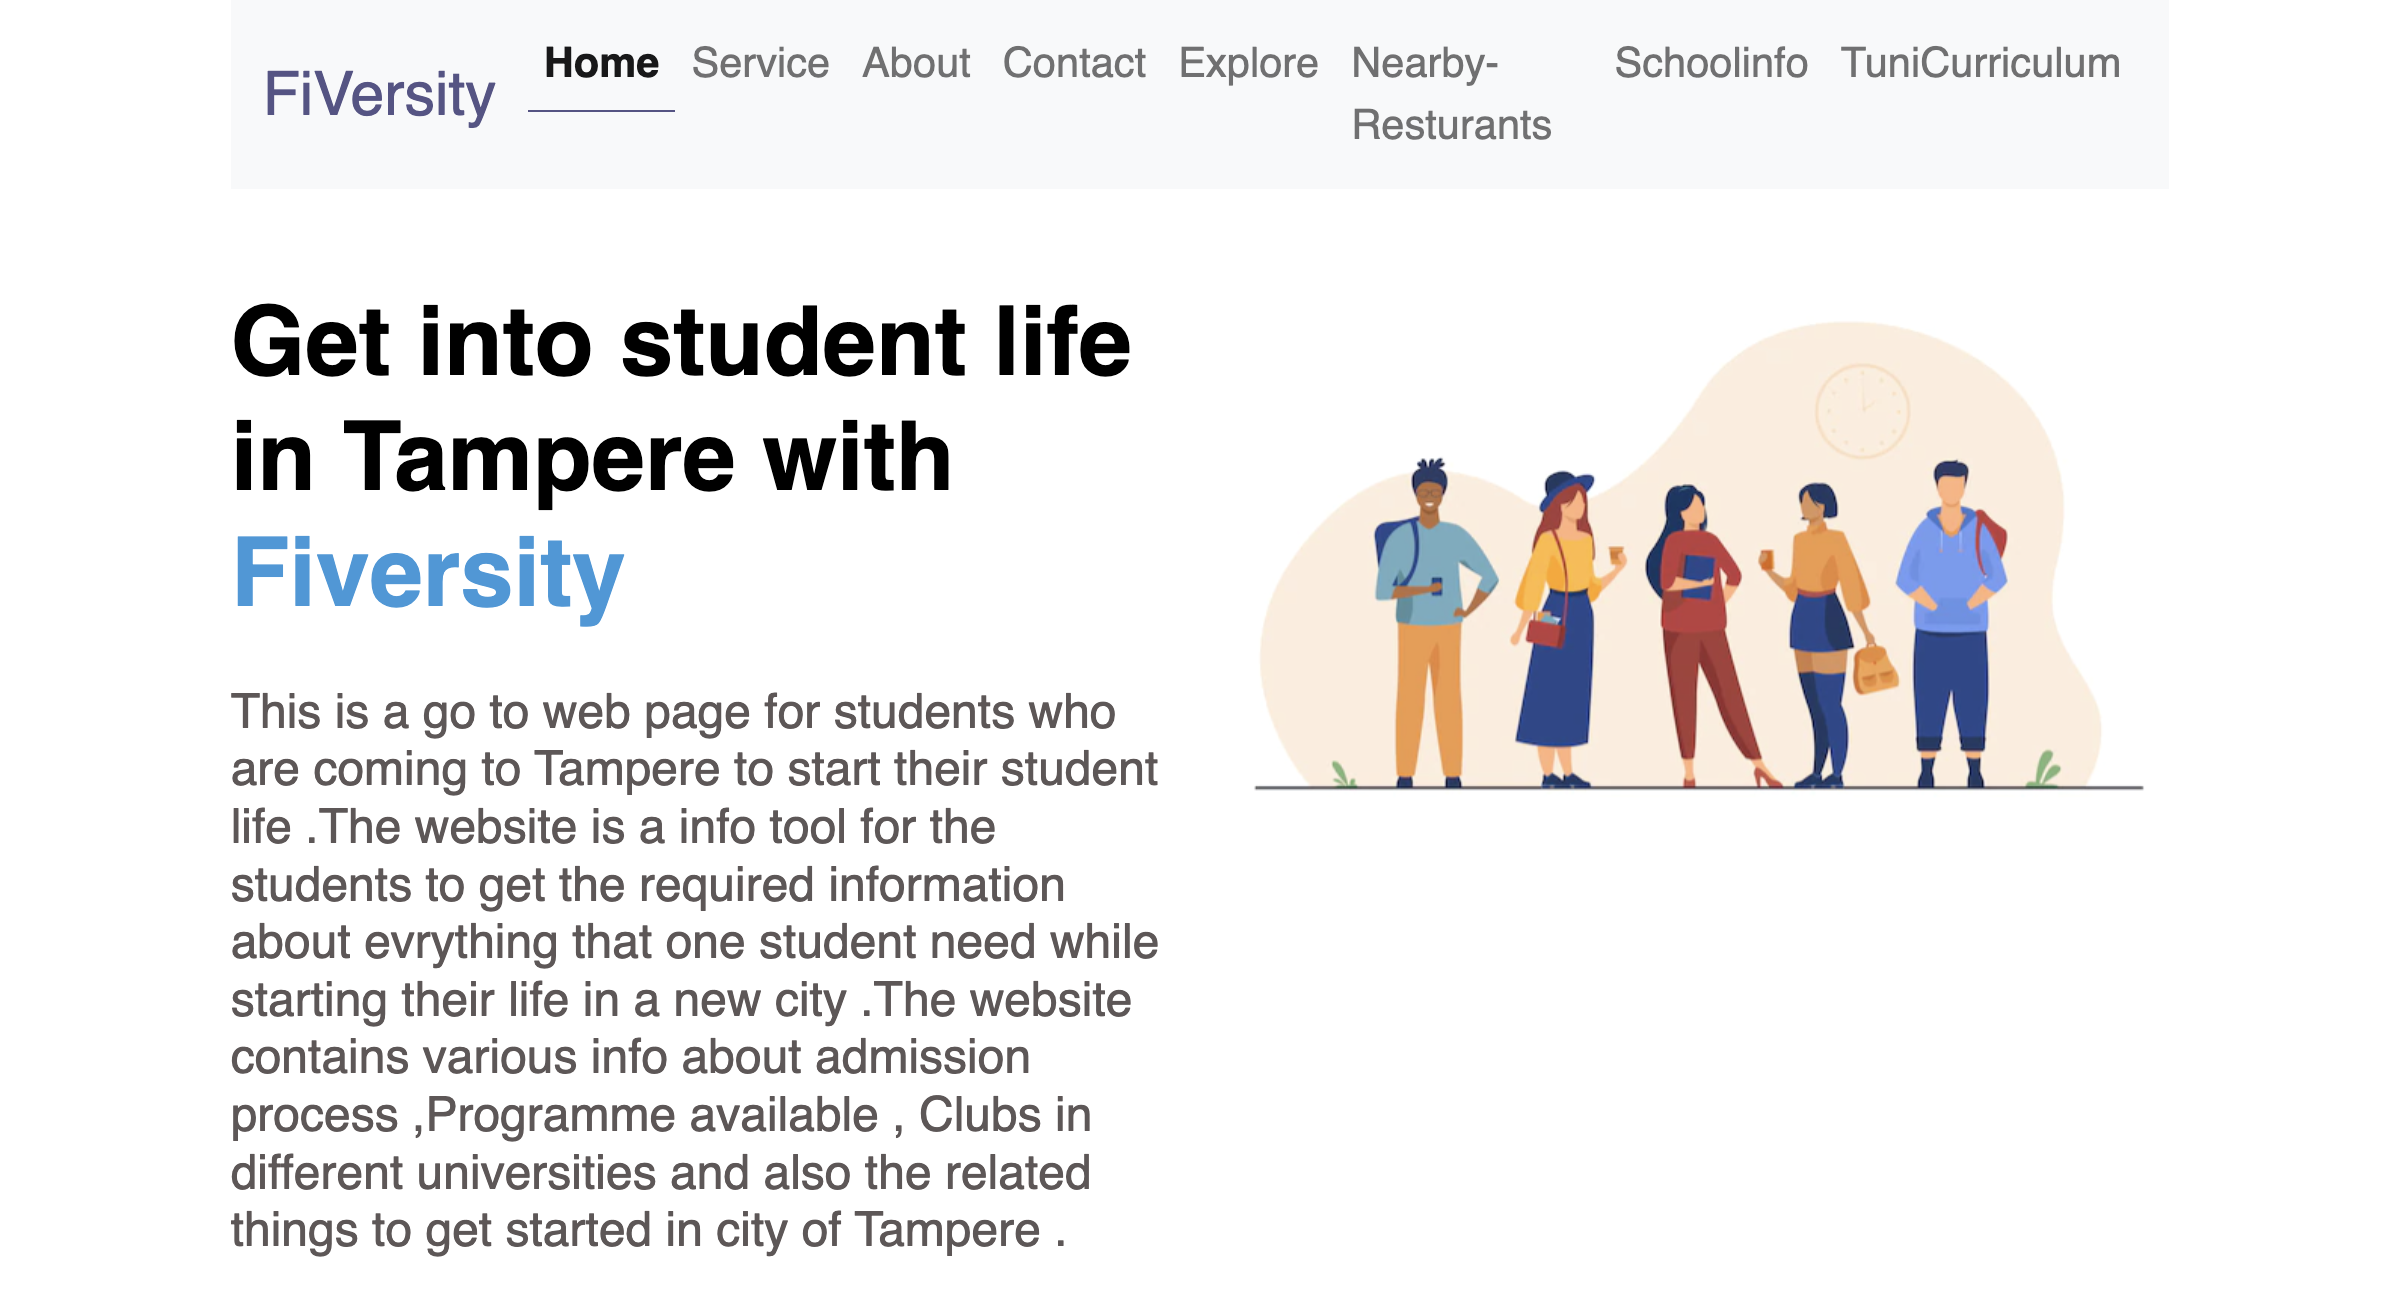 FiVersity
Home Service About Contact Explore Nearby-
Resturants Schoolinfo TuniCurriculum
Get into student life
in Tampere with
Fiversity
This is a go to web page for students who
are coming to Tampere to start their student
life .The website is a info tool for the
students to get the required information
about evrything that one student need while
starting their life in a new city .The website
contains various info about admission
process ,Programme available , Clubs in
different universities and also the related
things to get started in city of Tampere .